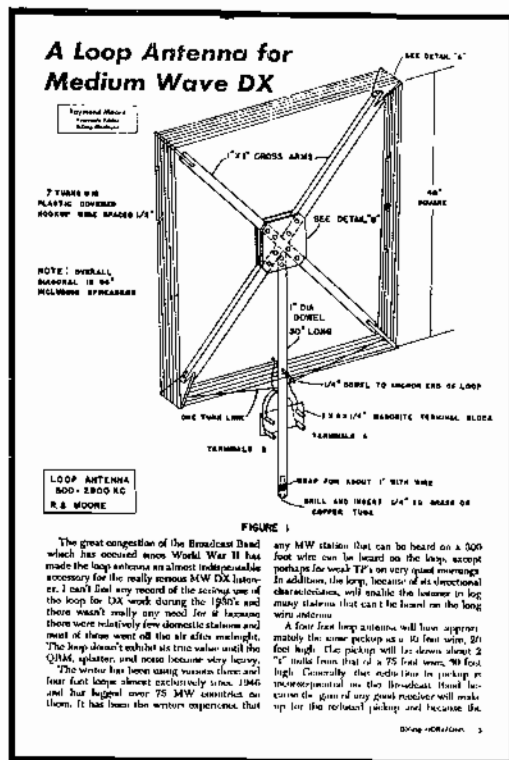 A Loop Antenna for
Medium Wave DX
Raymond Moore
SEE DETAIL "A"
1"X1" CROSS ARMS
7 TURNS
PLASTIC COVERED
HOOKUP WIRE SPACED 1/4"
SEE DETAIL "B"
SQUARE
NOTE: OVERALL
DIAGONAL IS
INCLUDING SPREADERS
1" DIA
DOWEL
30" LONG
1/4" DOWEL TO ANCHOR END OF LOOP
ONE TURN LINK
MASONITE TERMINAL BLOCK
TERMINALS B
TERMINALS A
WRAP FOR ABOUT 1" WITH WIRE
DRILL AND INSERT 1/4" ID BRASS OR
COPPER TUBE
LOOP ANTENNA
KC
MOORE
FIGURE 1
The great congestion of the Broadcast Band
which has occured since World War II has
made the loop antenna an almost indispensable
accessory for the really serious MW DX listen-
er. I can't find any record of the serious use of
the loop for DX work during the 1930's and
there wasn't really any need for it because
there were relatively few domestic stations and
most of those went off the air after midnight.
The loop doesn't exhibit its true value until the
QRM, splatter, and noise become very heavy.
The writer has been using various three and
four foot loops almost exclusively since 1946
and has logged over 75 MW countries on
them. It has been the writers experience that
any MW station that can be heard on a 300
foot wire can be heard on the loop, except
perhaps for weak TP's on very quiet mornings.
In addition, the loop, because of its directional
characteristics, will enable the listener to log
many stations that can't be heard on the long
wire antenna.
A four foot loop antenna will have approxi-
mately the same pickup as a 10 foot wire, 20
feet high. The pickup will be down about 2
"s" units from that of a 75 foot wire, 30 foot
high. Generally this reduction in pickup is
inconsequential on the Broadcast Band be-
cause the gain of any good receiver will make
up for the reduced pickup and because the
3